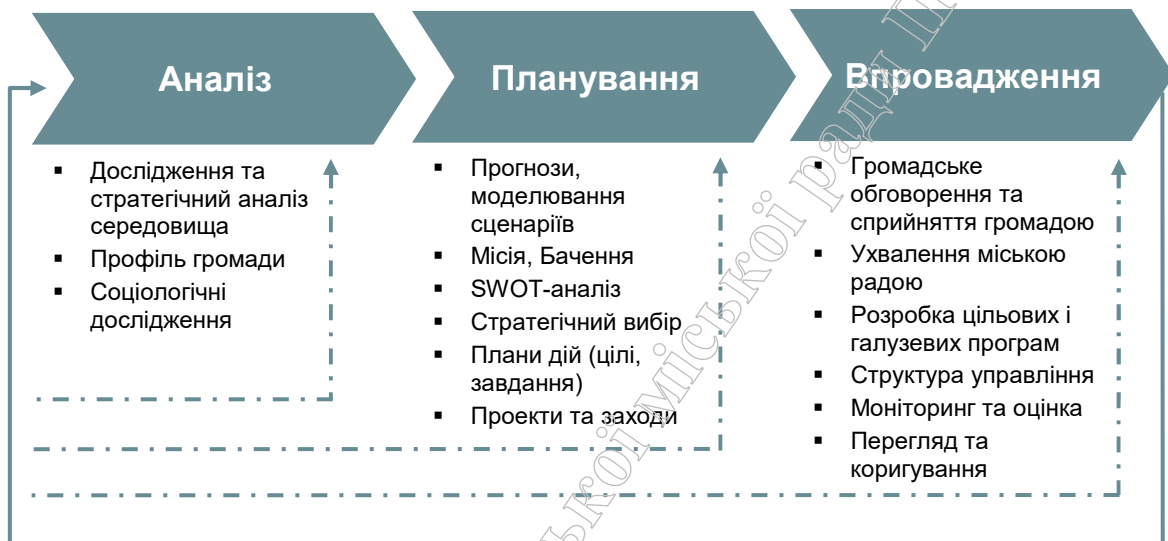 Аналіз
Планування
Впровадження
▪ Дослідження та
стратегічний аналіз
середовища
▪ Профіль громади
▪ Соціологічні
дослідження
▪ Прогнози,
моделювання
сценаріїв
▪ Місія, Бачення
▪ SWOT-аналіз
▪ Стратегічний вибір
▪ Плани дій (цілі,
завдання)
▪ Проекти та заходи
▪ Громадське
обговорення та
сприйняття громадою
▪ Ухвалення міською
радою
▪ Розробка цільових і
галузевих програм
▪ Структура управління
▪ Моніторинг та оцінка
▪ Перегляд та
коригування
міської ради